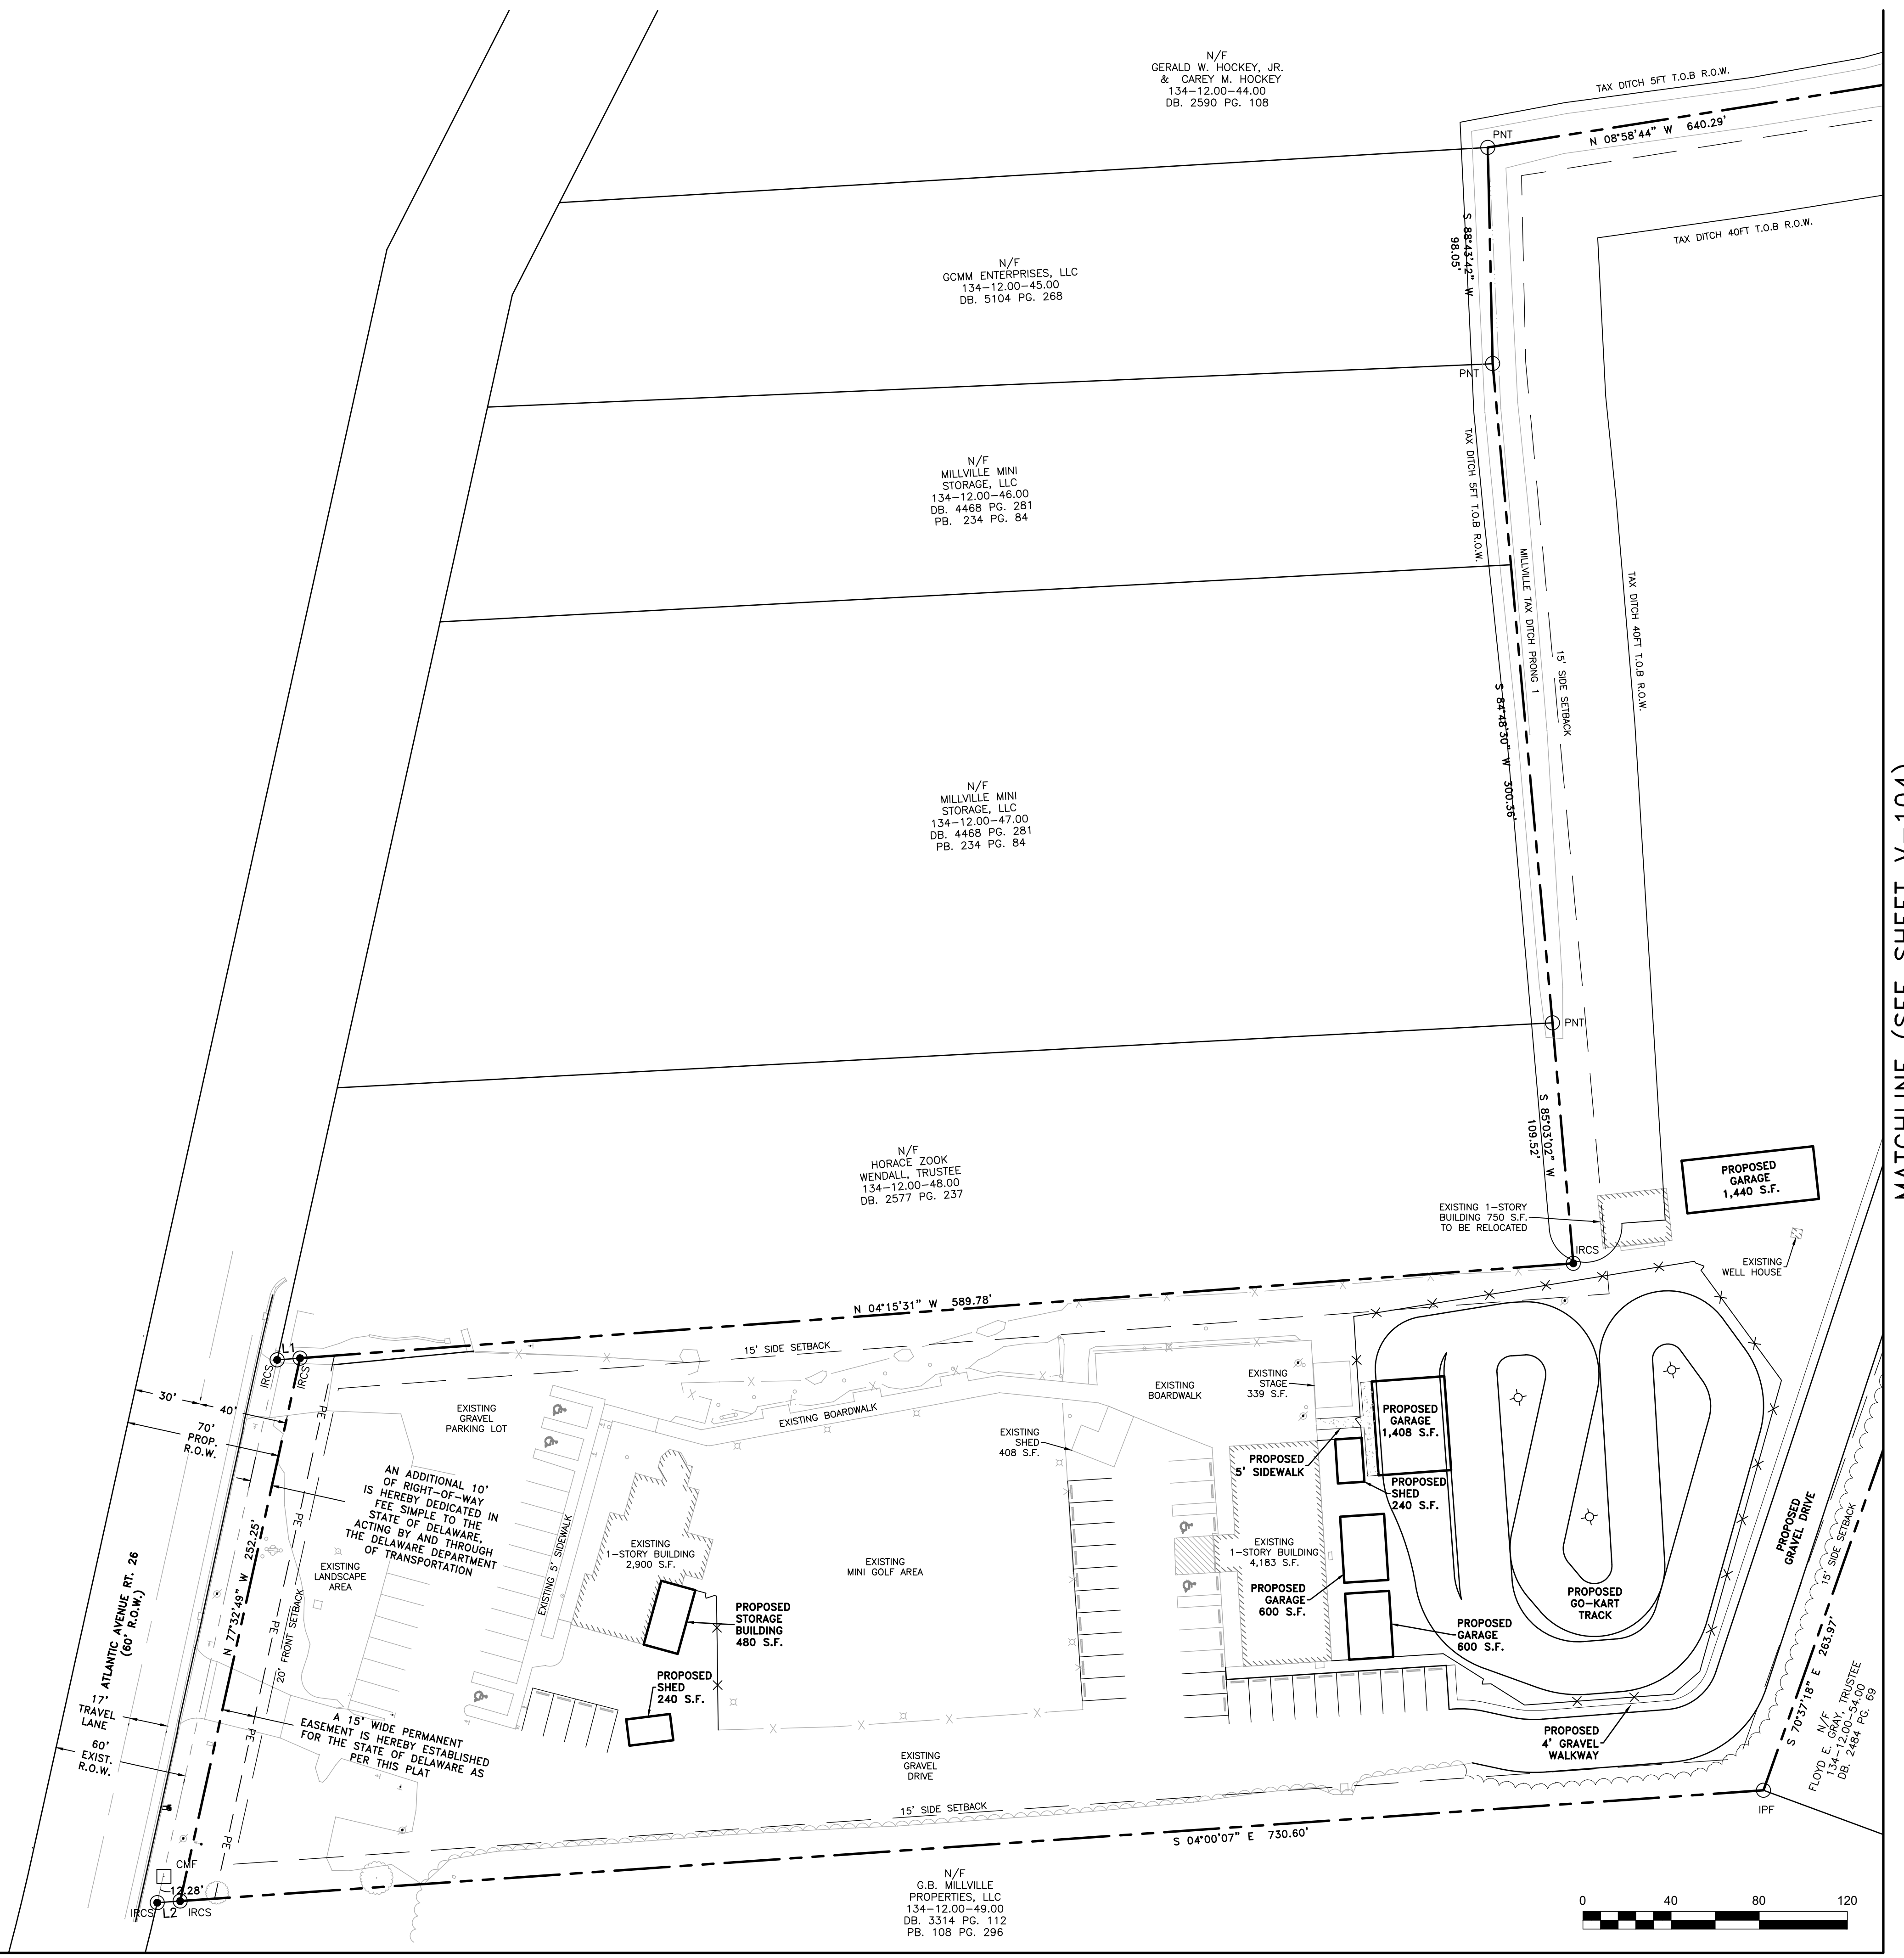 N/F
GERALD W. HOCKEY, JR.
& CAREY M. HOCKEY
134-12.00-44.00
DB. 2590 PG. 108
TAX DITCH 5FT T.O.B R.O.W.
PNT
N 08°58'44" W 640.29'
TAX DITCH 40FT T.O.B R.O.W.
S 88°43'42" W
98.05'
N/F
GCMM ENTERPRISES, LLC
134-12.00-45.00
DB. 5104 PG. 268
PNT
TAX DITCH 5FT T.O.B R.O.W.
N/F
MILLVILLE MINI
STORAGE, LLC
134-12.00-46.00
DB. 4468 PG. 281
PB. 234 PG. 84
MILLVILLE TAX DITCH PRONG 1
TAX DITCH 40FT T.O.B R.O.W.
15' SIDE SETBACK
S 84°48'30" W 300.36'
N/F
MILLVILLE MINI
STORAGE, LLC
134-12.00-47.00
DB. 4468 PG. 281
PB. 234 PG. 84
MATCHLINE (SEE SHEET V-104)
PNT
S 85°03'02" W
109.52'
N/F
HORACE ZOOK
WENDALL, TRUSTEE
134-12.00-48.00
DB. 2577 PG. 237
PROPOSED
GARAGE
1,440 S.F.
EXISTING 1-STORY
BUILDING 750 S.F.
TO BE RELOCATED
IRCS
EXISTING
WELL HOUSE
N 04°15'31" W 589.78'
15' SIDE SETBACK
L1
IRCS
IRCS
30'
40'
70'
PROP.
R.O.W.
PE
EXISTING
GRAVEL
PARKING LOT
EXISTING BOARDWALK
EXISTING
BOARDWALK
EXISTING
STAGE
339 S.F.
EXISTING
SHED
408 S.F.
PROPOSED
GARAGE
1,408 S.F.
PROPOSED
5' SIDEWALK
PROPOSED
SHED
240 S.F.
AN ADDITIONAL 10'
OF RIGHT-OF-WAY
IS HEREBY DEDICATED IN
FEE SIMPLE TO THE
STATE OF DELAWARE,
ACTING BY AND THROUGH
THE DELAWARE DEPARTMENT
OF TRANSPORTATION
PE
N 77°32'49" W 252.25'
EXISTING
LANDSCAPE
AREA
EXISTING 5' SIDEWALK
EXISTING
1-STORY BUILDING
2,900 S.F.
EXISTING
MINI GOLF AREA
EXISTING
1-STORY BUILDING
4,183 S.F.
PROPOSED
GARAGE
600 S.F.
PROPOSED
GARAGE
600 S.F.
PROPOSED
GO-KART
TRACK
PROPOSED
GRAVEL DRIVE
15' SIDE SETBACK
S 70°37'18" E 263.97'
N/F
FLOYD E. GRAY, TRUSTEE
134-12.00-54.00
DB. 2484 PG. 69
ATLANTIC AVENUE RT. 26
(60' R.O.W.)
PE
20' FRONT SETBACK
PROPOSED
STORAGE
BUILDING
480 S.F.
PROPOSED
SHED
240 S.F.
17'
TRAVEL
LANE
60'
EXIST.
R.O.W.
PE
A 15' WIDE PERMANENT
EASEMENT IS HEREBY ESTABLISHED
FOR THE STATE OF DELAWARE AS
PER THIS PLAT
PROPOSED
4' GRAVEL
WALKWAY
EXISTING
GRAVEL
DRIVE
15' SIDE SETBACK
IPF
PE
S 04°00'07" E 730.60'
CMF
12.28'
IRCS
L2
IRCS
N/F
G.B. MILLVILLE
PROPERTIES, LLC
134-12.00-49.00
DB. 3314 PG. 112
PB. 108 PG. 296
0 40 80 120